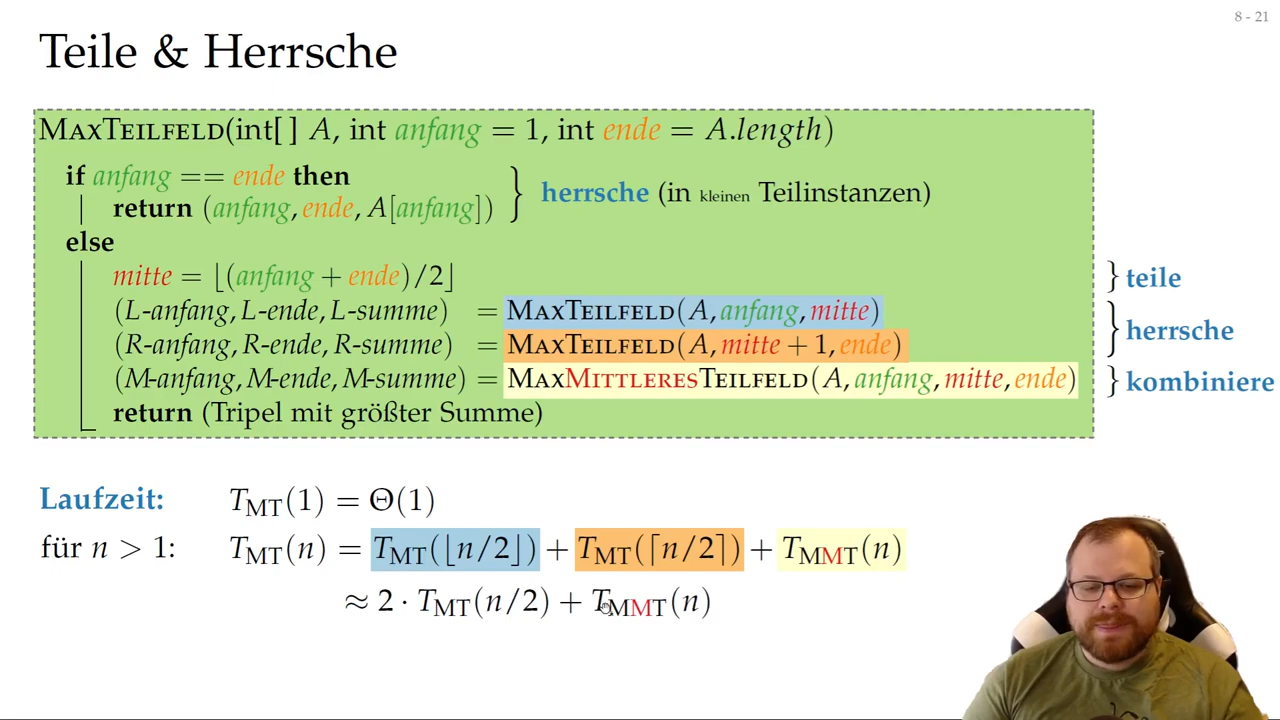 8 - 21
Teile & Herrsche
MaxTeilfeld(int[ ] A, int anfang = 1, int ende = A.length)
if anfang == ende then
return (anfang, ende, A[anfang])
} herrsche (in kleinen Teilinstanzen)
else
mitte = ⌊(anfang + ende)/2⌋ } teile
(L-anfang, L-ende, L-summe) = MaxTeilfeld(A, anfang, mitte)
(R-anfang, R-ende, R-summe) = MaxTeilfeld(A, mitte + 1, ende)
} herrsche
(M-anfang, M-ende, M-summe) = MaxMittleresTeilfeld(A, anfang, mitte, ende) } kombiniere
return (Tripel mit größter Summe)
Laufzeit: T_MT(1) = Θ(1)
für n > 1: T_MT(n) = T_MT(⌊n/2⌋) + T_MT(⌈n/2⌉) + T_MMT(n)
≈ 2 · T_MT(n/2) + T_MMT(n)